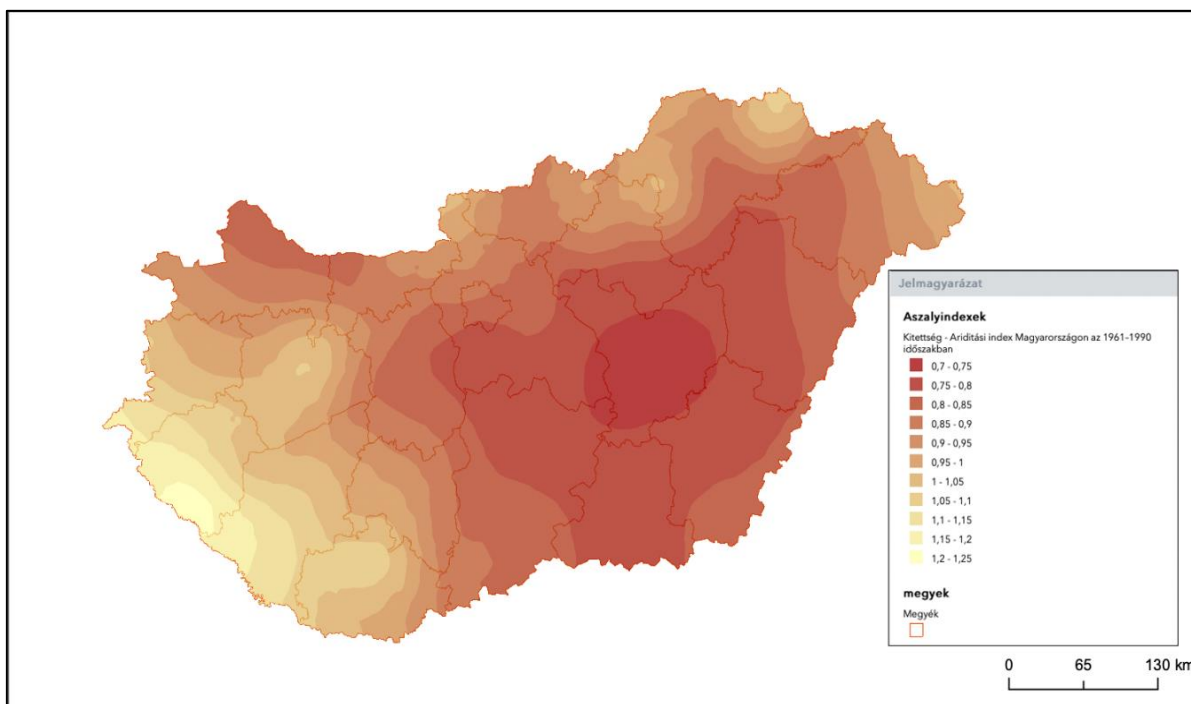 Jelmagyarázat
Aszalyindexek
Kitettség - Ariditási index Magyarországon az 1961-1990
időszakban
0,7 - 0,75
0,75 - 0,8
0,8 - 0,85
0,85 - 0,9
0,9 - 0,95
0,95 - 1
1 - 1,05
1,05 - 1,1
1,1 - 1,15
1,15 - 1,2
1,2 - 1,25
megyek
Megyék
0 65 130 km